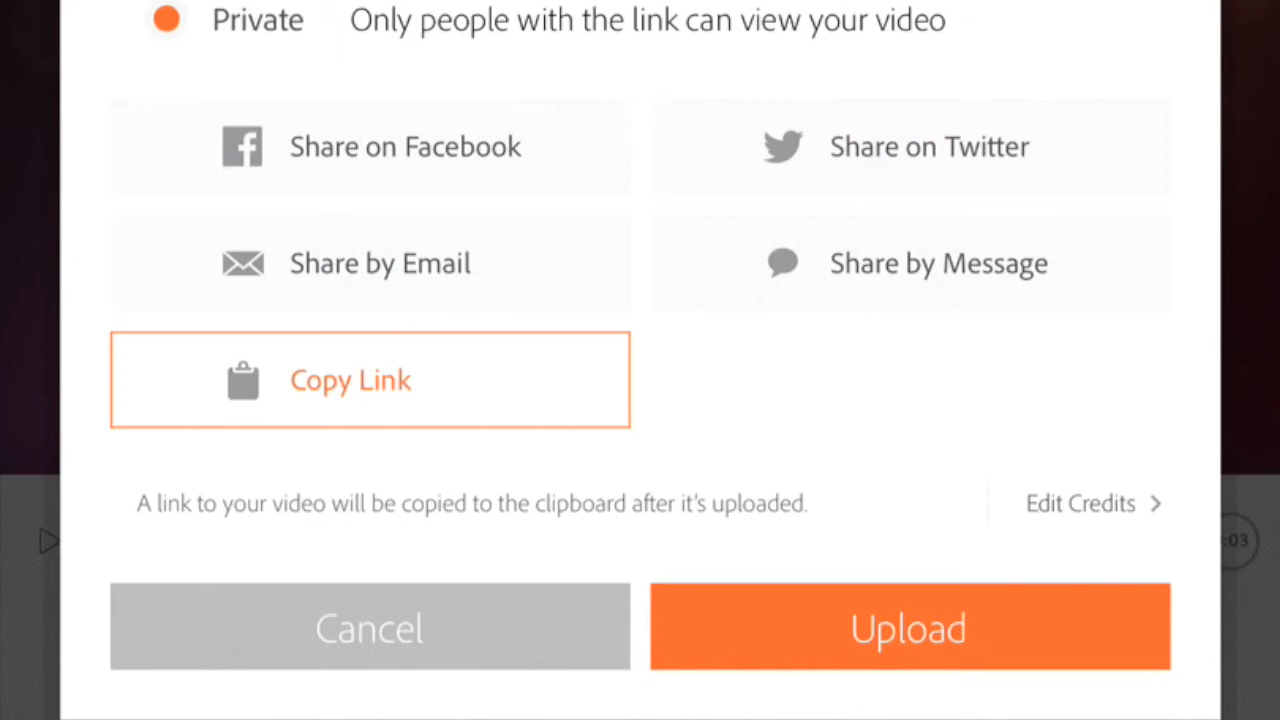 Private Only people with the link can view your video
Share on Facebook
Share on Twitter
Share by Email
Share by Message
Copy Link
A link to your video will be copied to the clipboard after it's uploaded.
Edit Credits
:03
Cancel
Upload